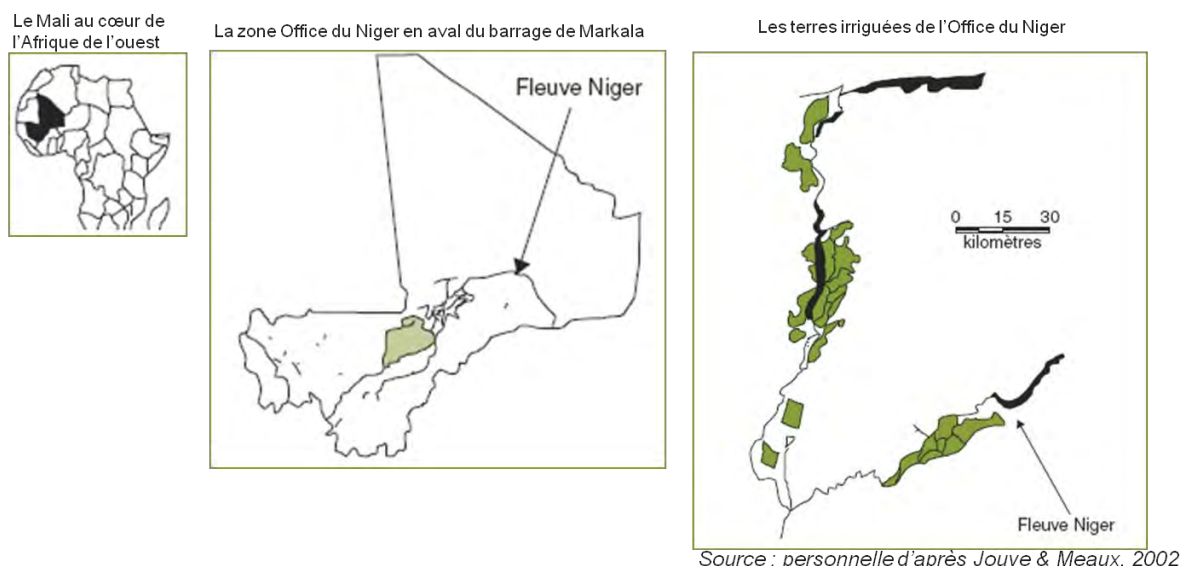 Le Mali au cœur de
l'Afrique de l'ouest
La zone Office du Niger en aval du barrage de Markala
Fleuve Niger
Les terres irriguées de l'Office du Niger
0 15 30
kilomètres
Fleuve Niger
Source : personnelle d'après Jouve & Meaux, 2002